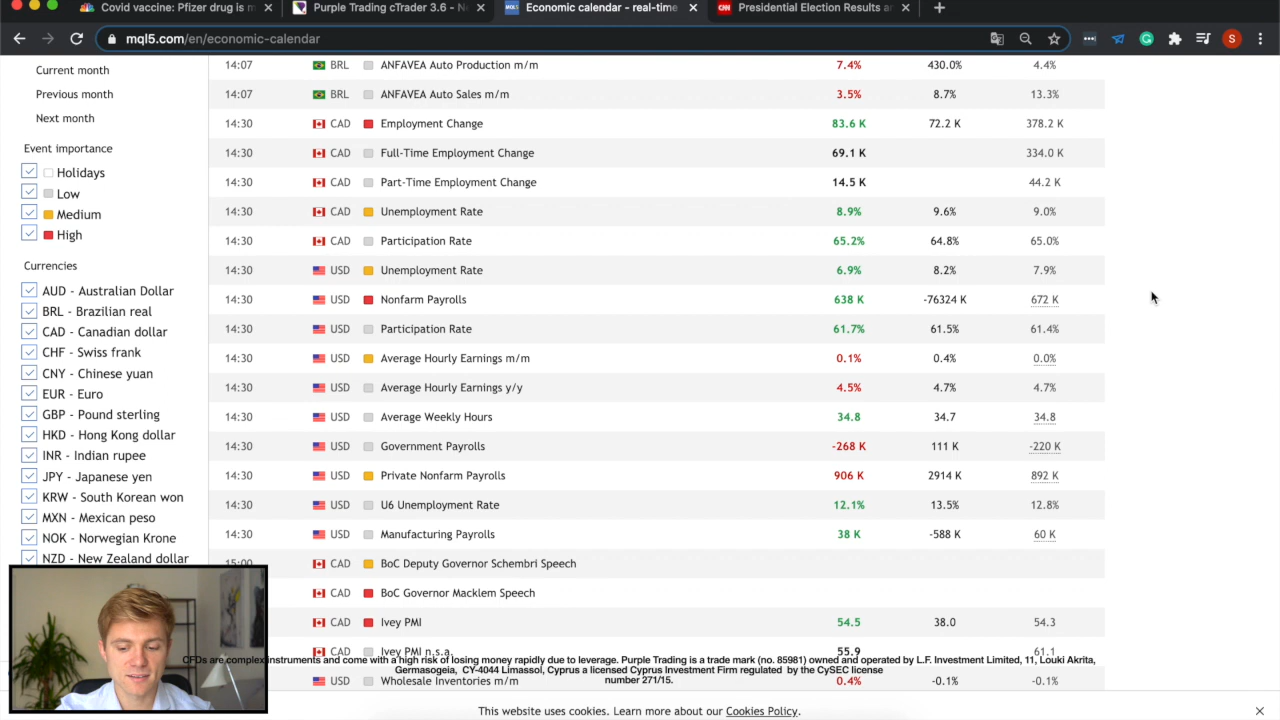 Covid vaccine: Pfizer drug is m
Purple Trading cTrader 3.6 - Ne
Economic calendar - real-time
Presidential Election Results a
mql5.com/en/economic-calendar
S
Current month
Previous month
Next month
Event importance
Holidays
Low
Medium
High
Currencies
AUD - Australian Dollar
BRL - Brazilian real
CAD - Canadian dollar
CHF - Swiss frank
CNY - Chinese yuan
EUR - Euro
GBP - Pound sterling
HKD - Hong Kong dollar
INR - Indian rupee
JPY - Japanese yen
KRW - South Korean won
MXN - Mexican peso
NOK - Norwegian Krone
NZD - New Zealand dollar
14:07 BRL ANFAVEA Auto Production m/m 7.4% 430.0% 4.4%
14:07 BRL ANFAVEA Auto Sales m/m 3.5% 8.7% 13.3%
14:30 CAD Employment Change 83.6 K 72.2 K 378.2 K
14:30 CAD Full-Time Employment Change 69.1 K 334.0 K
14:30 CAD Part-Time Employment Change 14.5 K 44.2 K
14:30 CAD Unemployment Rate 8.9% 9.6% 9.0%
14:30 CAD Participation Rate 65.2% 64.8% 65.0%
14:30 USD Unemployment Rate 6.9% 8.2% 7.9%
14:30 USD Nonfarm Payrolls 638 K -76324 K 672 K
14:30 USD Participation Rate 61.7% 61.5% 61.4%
14:30 USD Average Hourly Earnings m/m 0.1% 0.4% 0.0%
14:30 USD Average Hourly Earnings y/y 4.5% 4.7% 4.7%
14:30 USD Average Weekly Hours 34.8 34.7 34.8
14:30 USD Government Payrolls -268 K 111 K -220 K
14:30 USD Private Nonfarm Payrolls 906 K 2914 K 892 K
14:30 USD U6 Unemployment Rate 12.1% 13.5% 12.8%
14:30 USD Manufacturing Payrolls 38 K -588 K 60 K
15:00 CAD BoC Deputy Governor Schembri Speech
CAD BoC Governor Macklem Speech
CAD Ivey PMI 54.5 38.0 54.3
CAD Ivey PMI n.s.a. 55.9 61.1
USD Wholesale Inventories m/m 0.4% -0.1% -0.1%
CFDs are complex instruments and come with a high risk of losing money rapidly due to leverage. Purple Trading is a trade mark (no. 85981) owned and operated by L.F. Investment Limited, 11, Louki Akrita,
Germasogeia, CY-4044 Limassol, Cyprus a licensed Cyprus Investment Firm regulated by the CySEC license
number 271/15.
This website uses cookies. Learn more about our Cookies Policy.